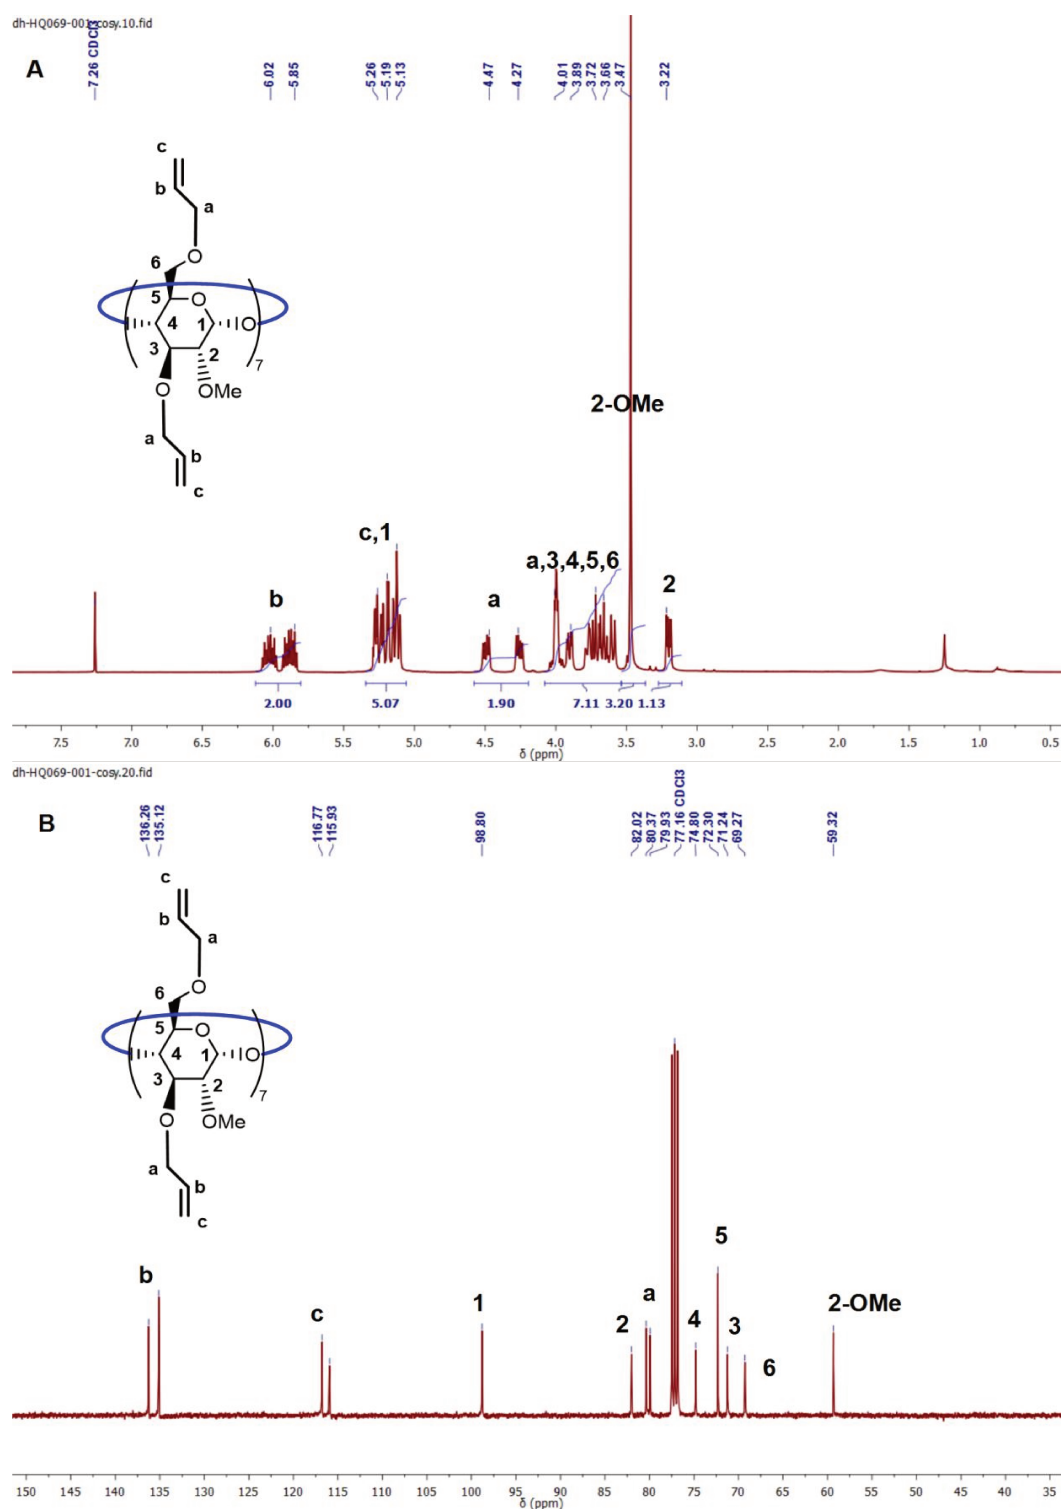 dh-HQ069-001-cosy.10.fid
A
7.26 CDCl3
6.02
5.85
5.26
5.19
5.13
4.47
4.27
4.01
3.89
3.72
3.66
3.47
3.22
c
b
a
O
6
5
O
4
1
O
3
2
7
O
OMe
a
b
c
2-OMe
c,1
a,3,4,5,6
b
a
2
2.00
5.07
1.90
7.11
3.20
1.13
7.5 7.0 6.5 6.0 5.5 5.0 4.5 4.0 3.5 3.0 2.5 2.0 1.5 1.0 0.5
δ (ppm)
dh-HQ069-001-cosy.20.fid
B
136.26
135.12
116.77
115.93
98.80
82.02
80.37
79.93
77.16 CDCl3
74.80
72.30
71.24
69.27
59.32
c
b
a
O
6
5
O
4
1
O
3
2
7
O
OMe
a
b
c
b
c
1
2
a
4
5
3
6
2-OMe
150 145 140 135 130 125 120 115 110 105 100 95 90 85 80 75 70 65 60 55 50 45 40 35
δ (ppm)